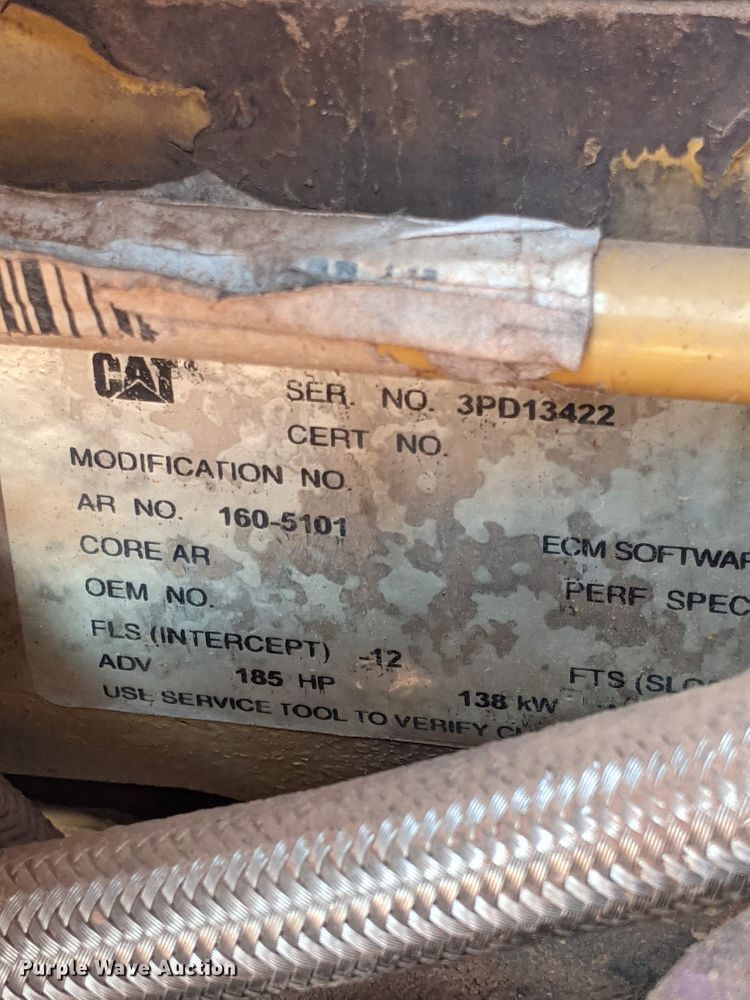 CAT®
SER. NO. 3PD13422
CERT NO.
MODIFICATION NO.
AR NO. 160-5101
CORE AR
ECM SOFTWAR
OEM NO.
PERF SPEC
FLS (INTERCEPT) -12
FTS (SLO
ADV 185 HP 138 kW
USE SERVICE TOOL TO VERIFY
Purple Wave Auction